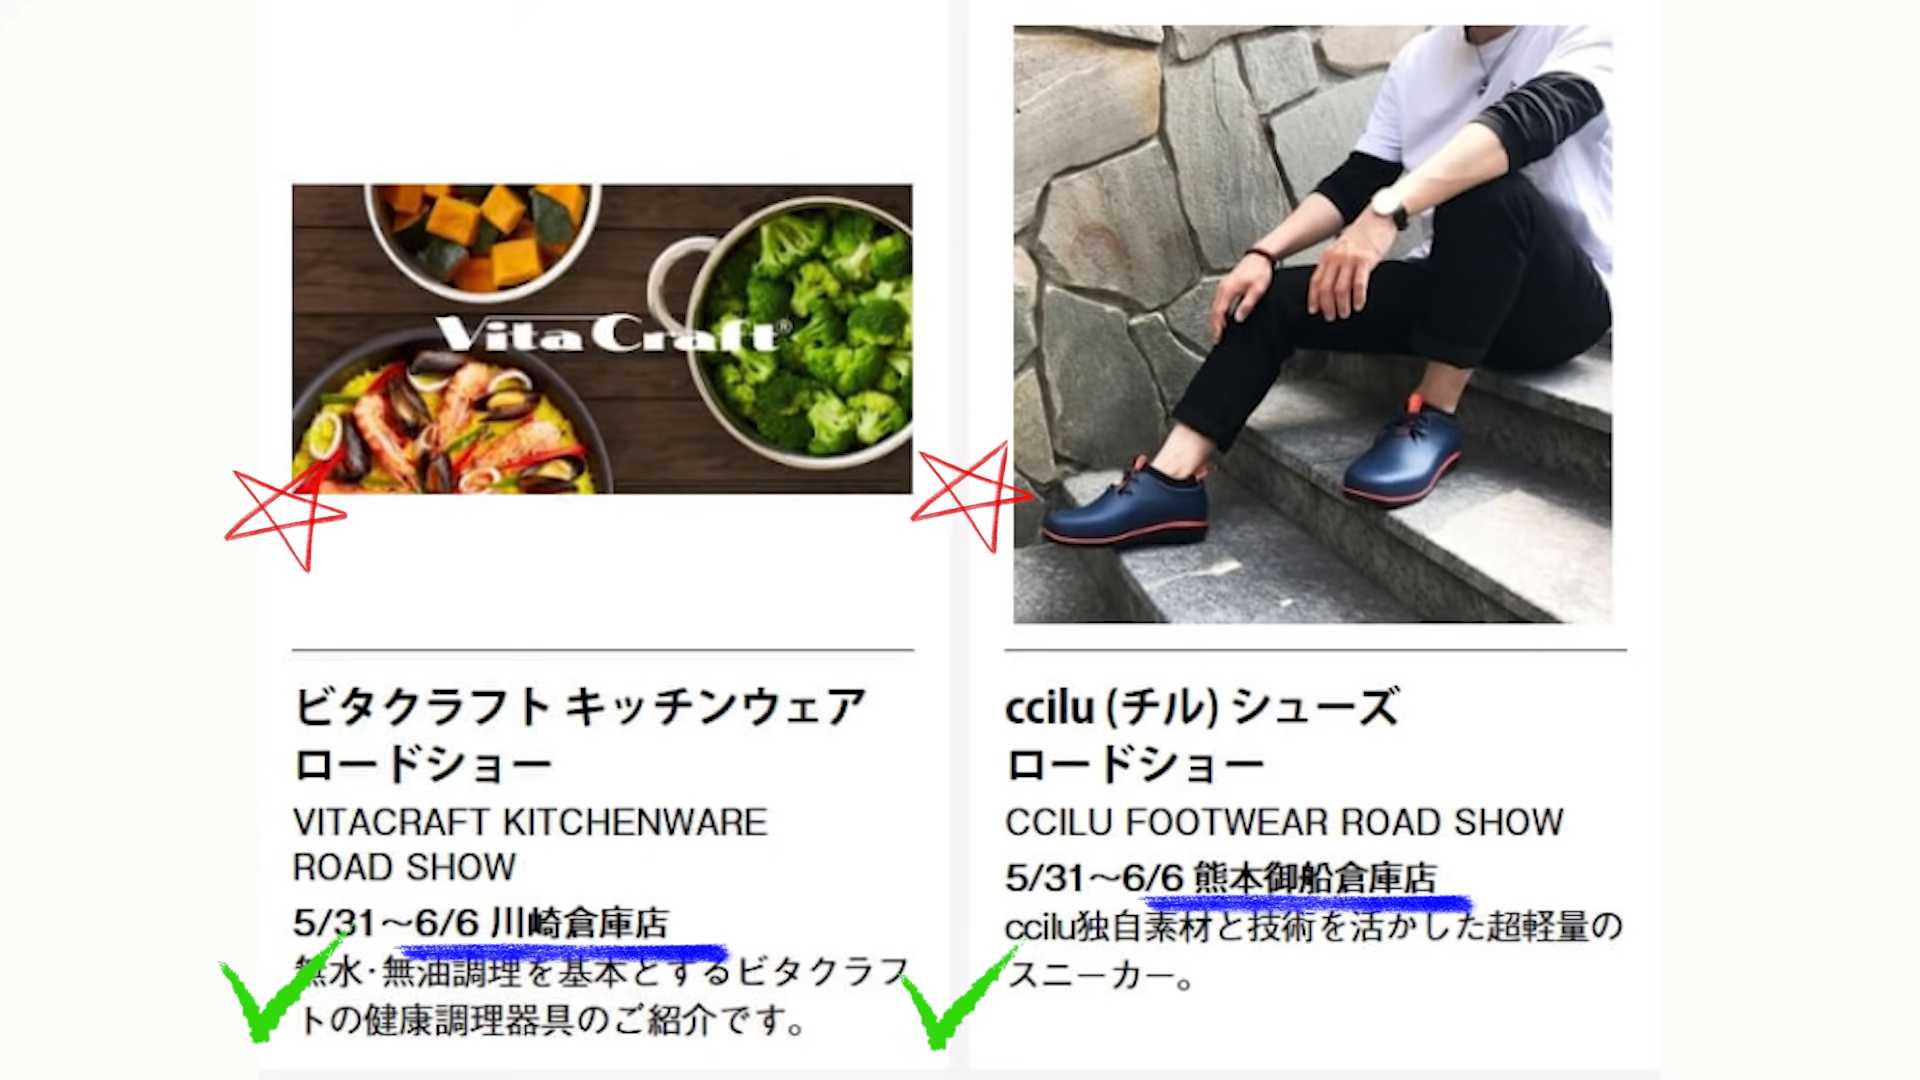 Vita Craft®
ビタクラフト キッチンウェア
ロードショー
VITACRAFT KITCHENWARE
ROAD SHOW
5/31～6/6 川崎倉庫店
無水·無油調理を基本とするビタクラフ
トの健康調理器具のご紹介です。
ccilu (チル) シューズ
ロードショー
CCILU FOOTWEAR ROAD SHOW
5/31～6/6 熊本御船倉庫店
ccilu独自素材と技術を活かした超軽量の
スニーカー。